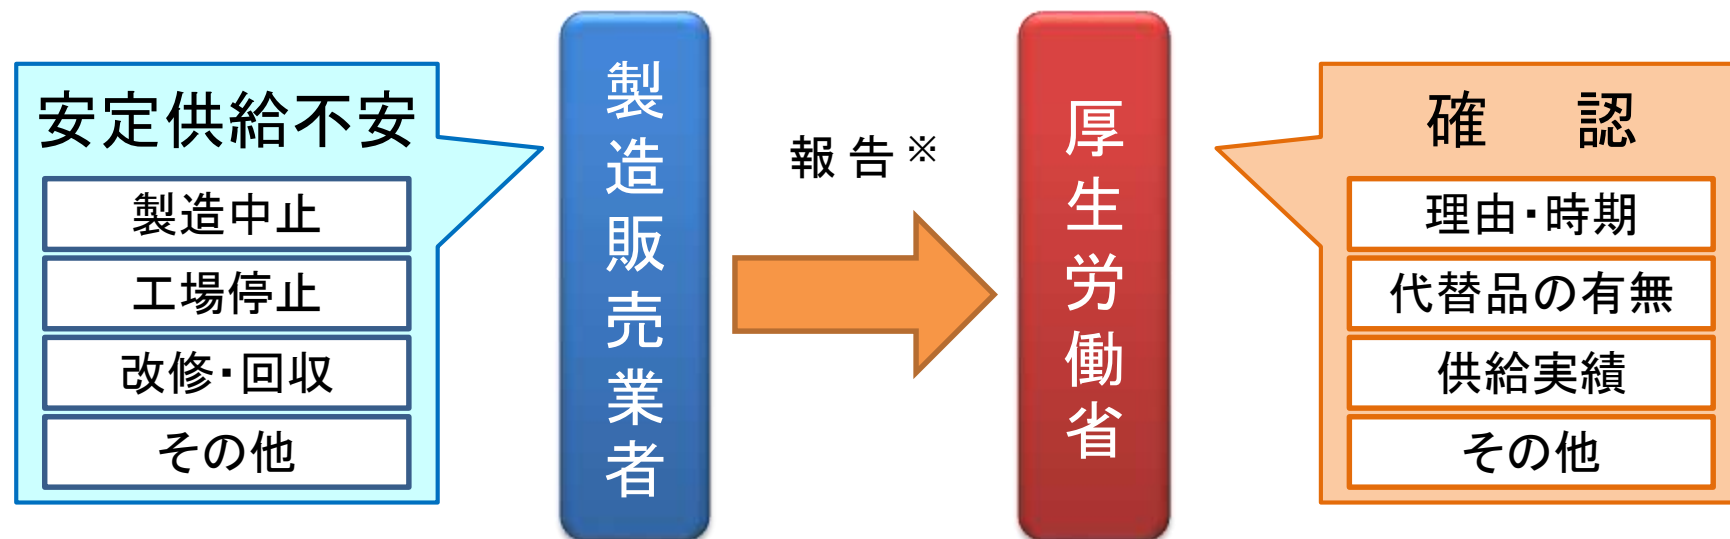 安定供給不安
製造中止
工場停止
改修・回収
その他
製造販売業者
報告※
厚生労働省
確 認
理由・時期
代替品の有無
供給実績
その他